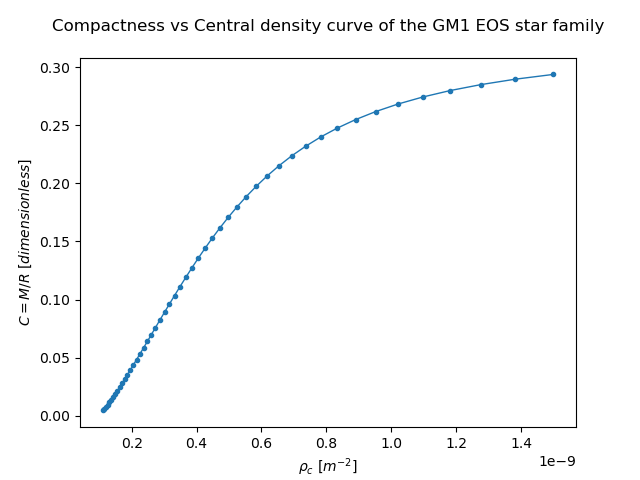 Compactness vs Central density curve of the GM1 EOS star family
0.30
0.25
0.20
0.15
0.10
0.05
0.00
C = M/R [dimensionless]
0.2 0.4 0.6 0.8 1.0 1.2 1.4
1e−9
ρ_c [m^{−2}]